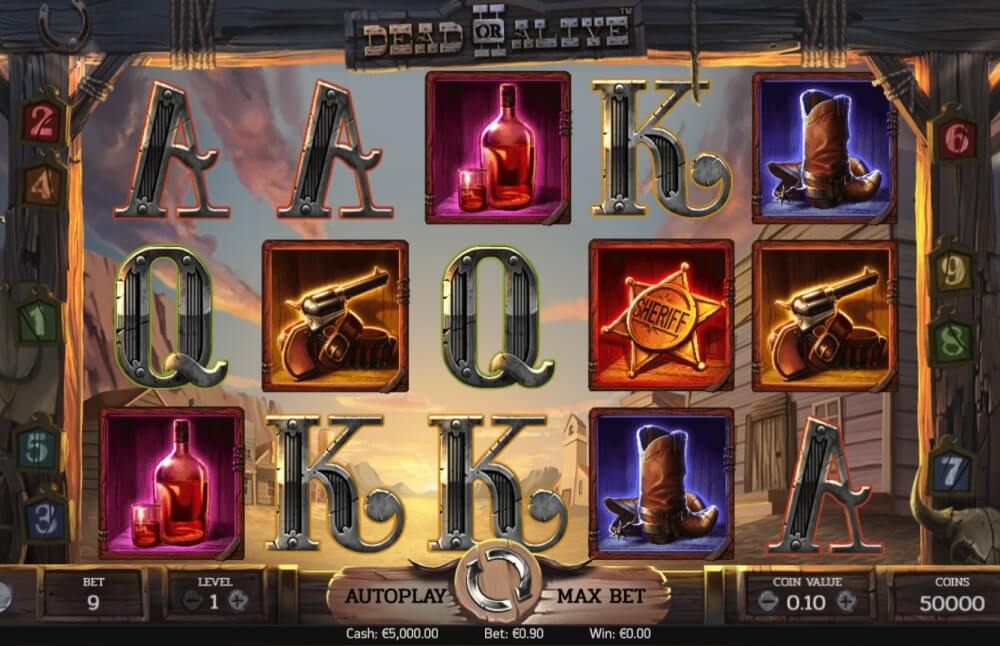 DEAD OR II ALIVE™
A A K
2
6
4
Q Q SHERIFF
9
1
8
5
K K A
7
3
BET
9
LEVEL
1
AUTOPLAY
MAX BET
COIN VALUE
0.10
COINS
50000
Cash: €5,000.00 Bet: €0.90 Win: €0.00